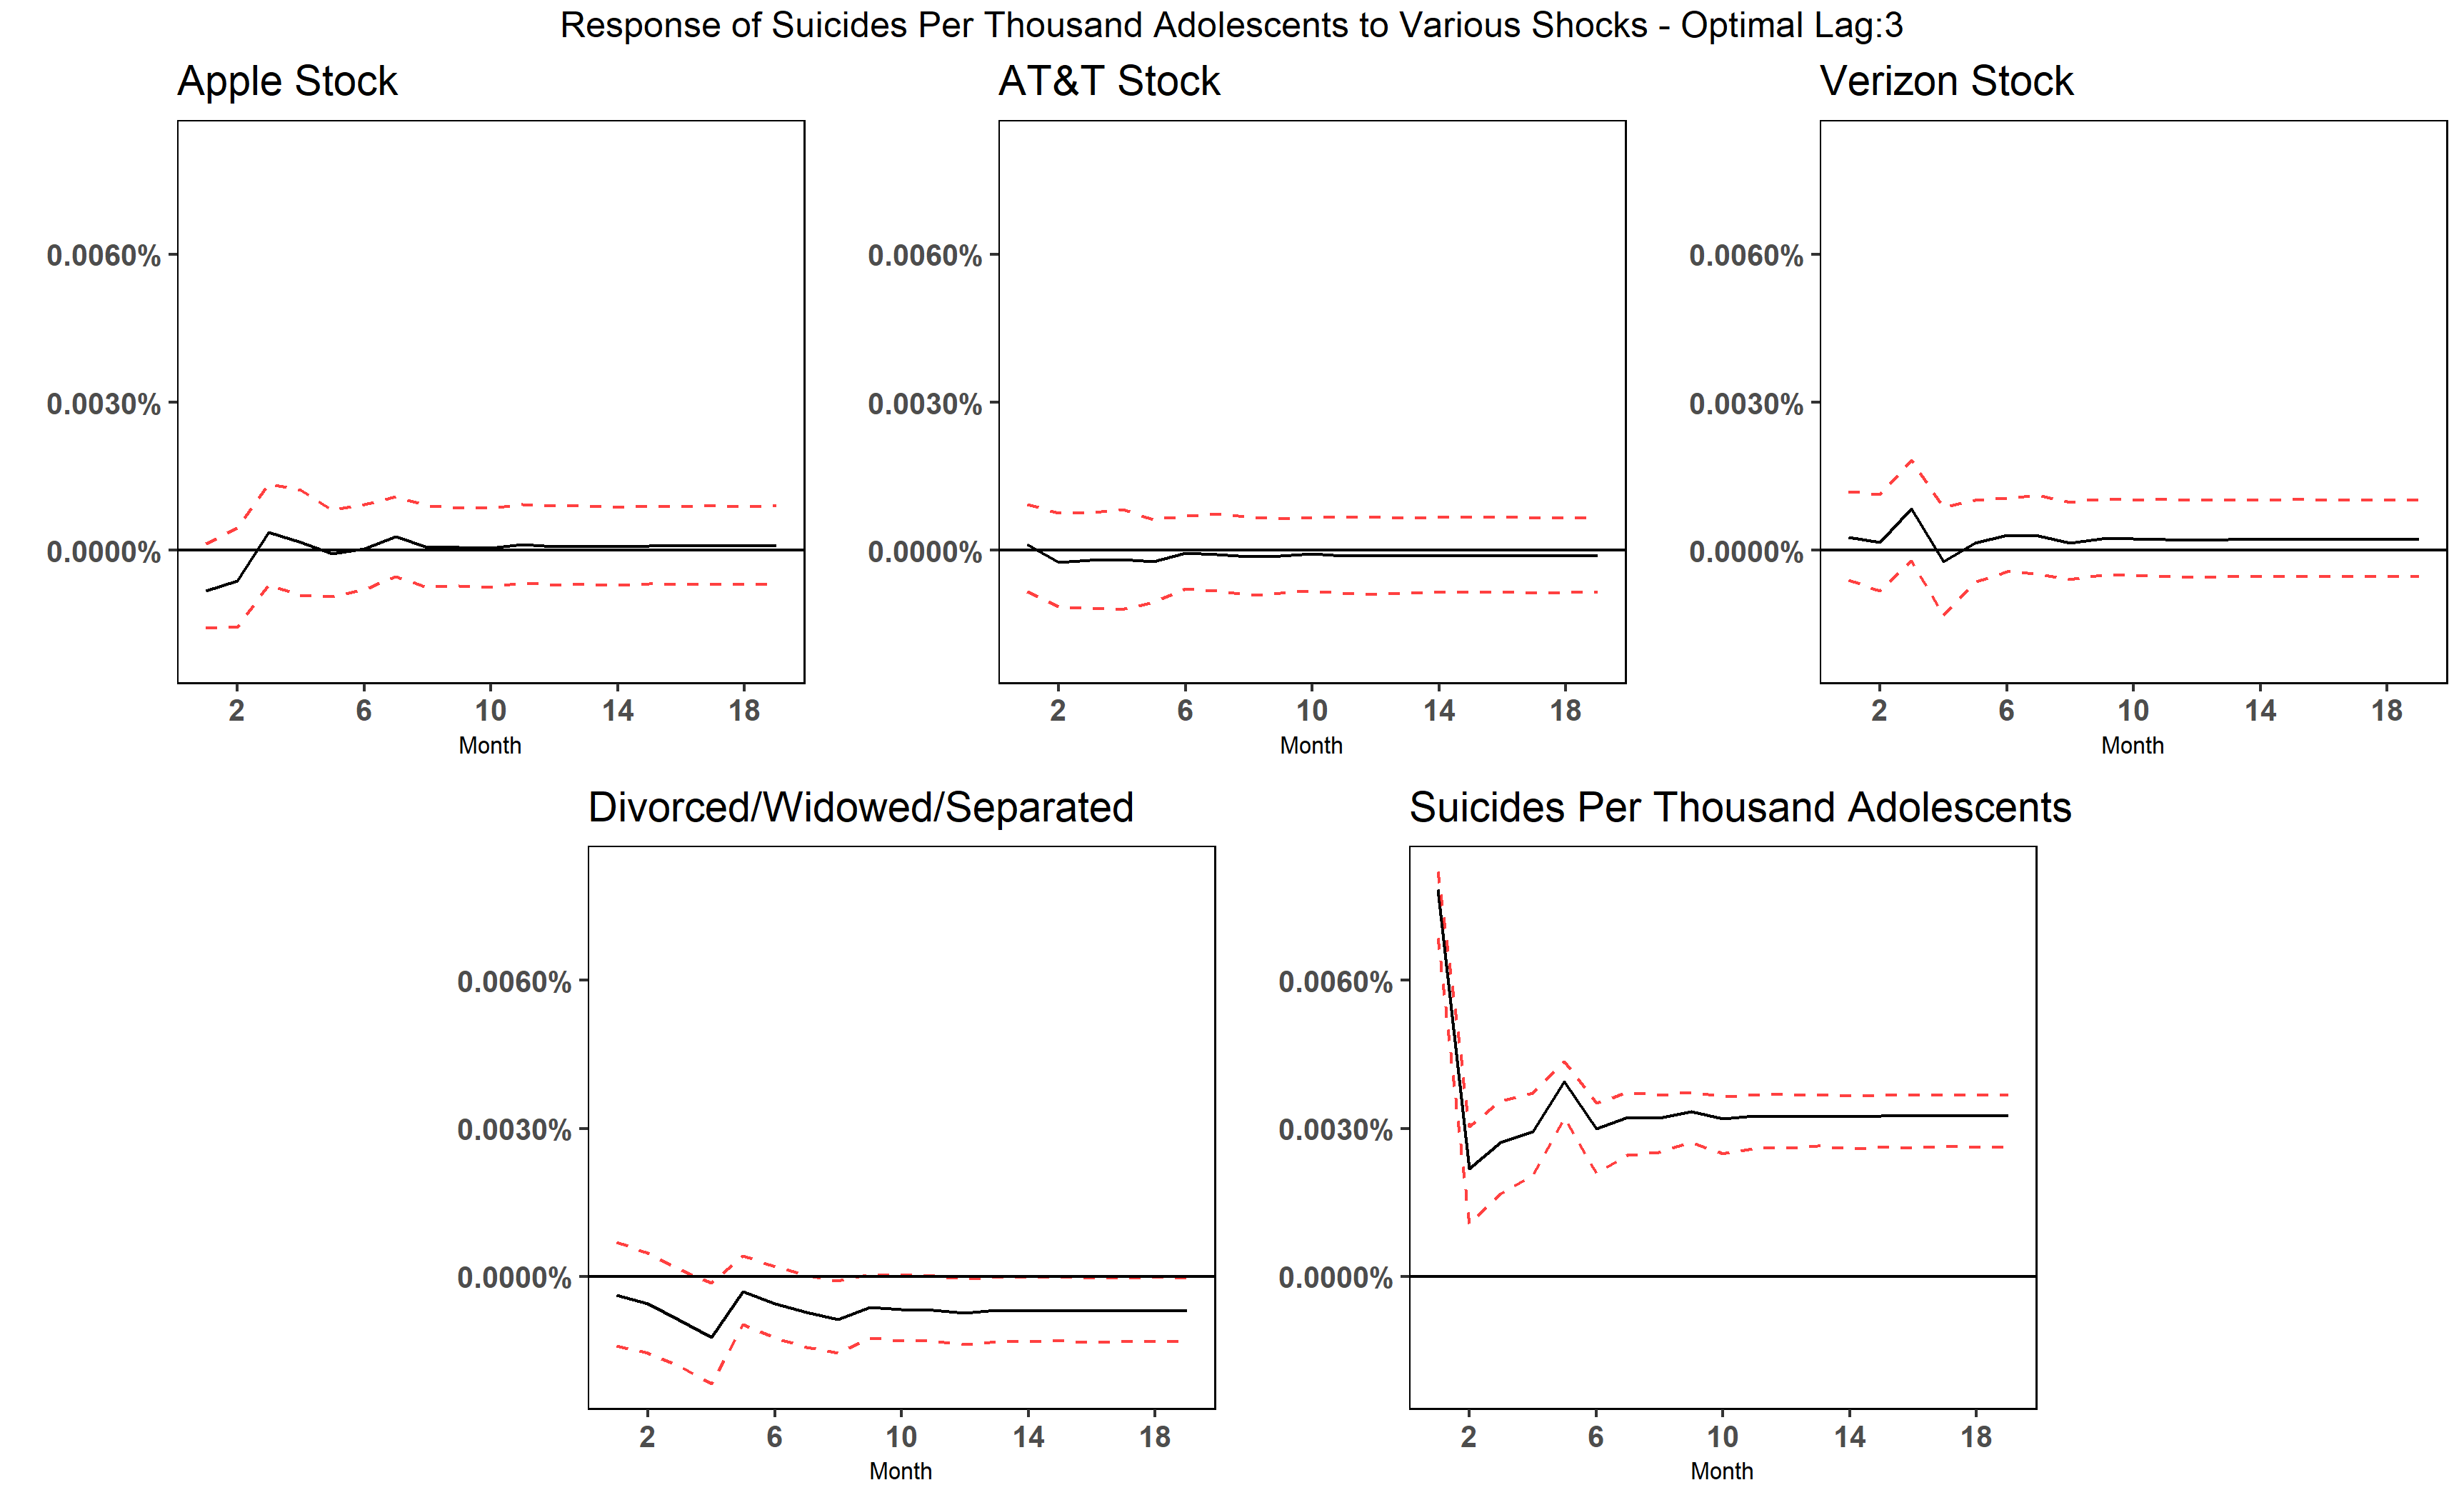 Response of Suicides Per Thousand Adolescents to Various Shocks - Optimal Lag:3
Apple Stock
0.0060%
0.0030%
0.0000%
2 6 10 14 18
Month
AT&T Stock
0.0060%
0.0030%
0.0000%
2 6 10 14 18
Month
Verizon Stock
0.0060%
0.0030%
0.0000%
2 6 10 14 18
Month
Divorced/Widowed/Separated
0.0060%
0.0030%
0.0000%
2 6 10 14 18
Month
Suicides Per Thousand Adolescents
0.0060%
0.0030%
0.0000%
2 6 10 14 18
Month